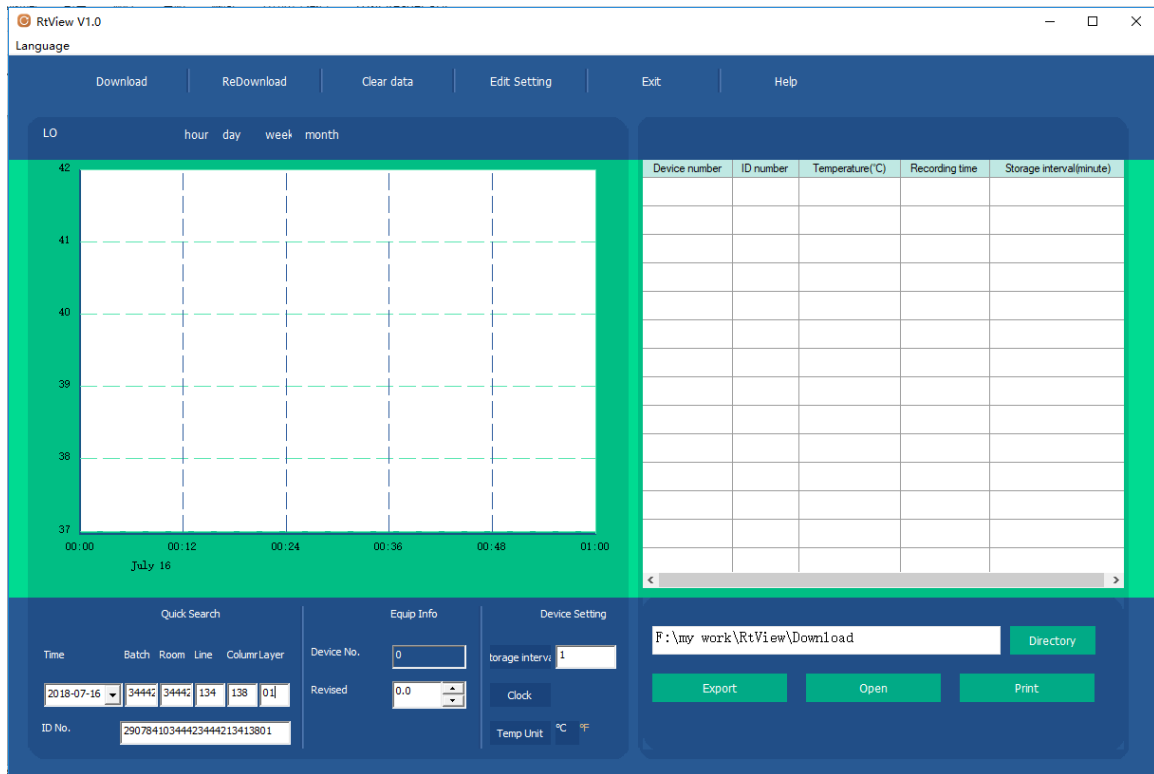 RtView V1.0
Language
Download ReDownload Clear data Edit Setting Exit Help
LO hour day week month
Device number ID number Temperature(°C) Recording time Storage interval(minute)
42
41
40
39
38
37
00:00 00:12 00:24 00:36 00:48 01:00
July 16
Quick Search Equip Info Device Setting
Time Batch Room Line Column Layer
Device No. 0
torage interva 1
2018-07-16 34442 34442 134 138 01
Revised 0.0
Clock
ID No. 29078410344423444213413801
Temp Unit °C °F
F:\my work\RtView\Download Directory
Export Open Print